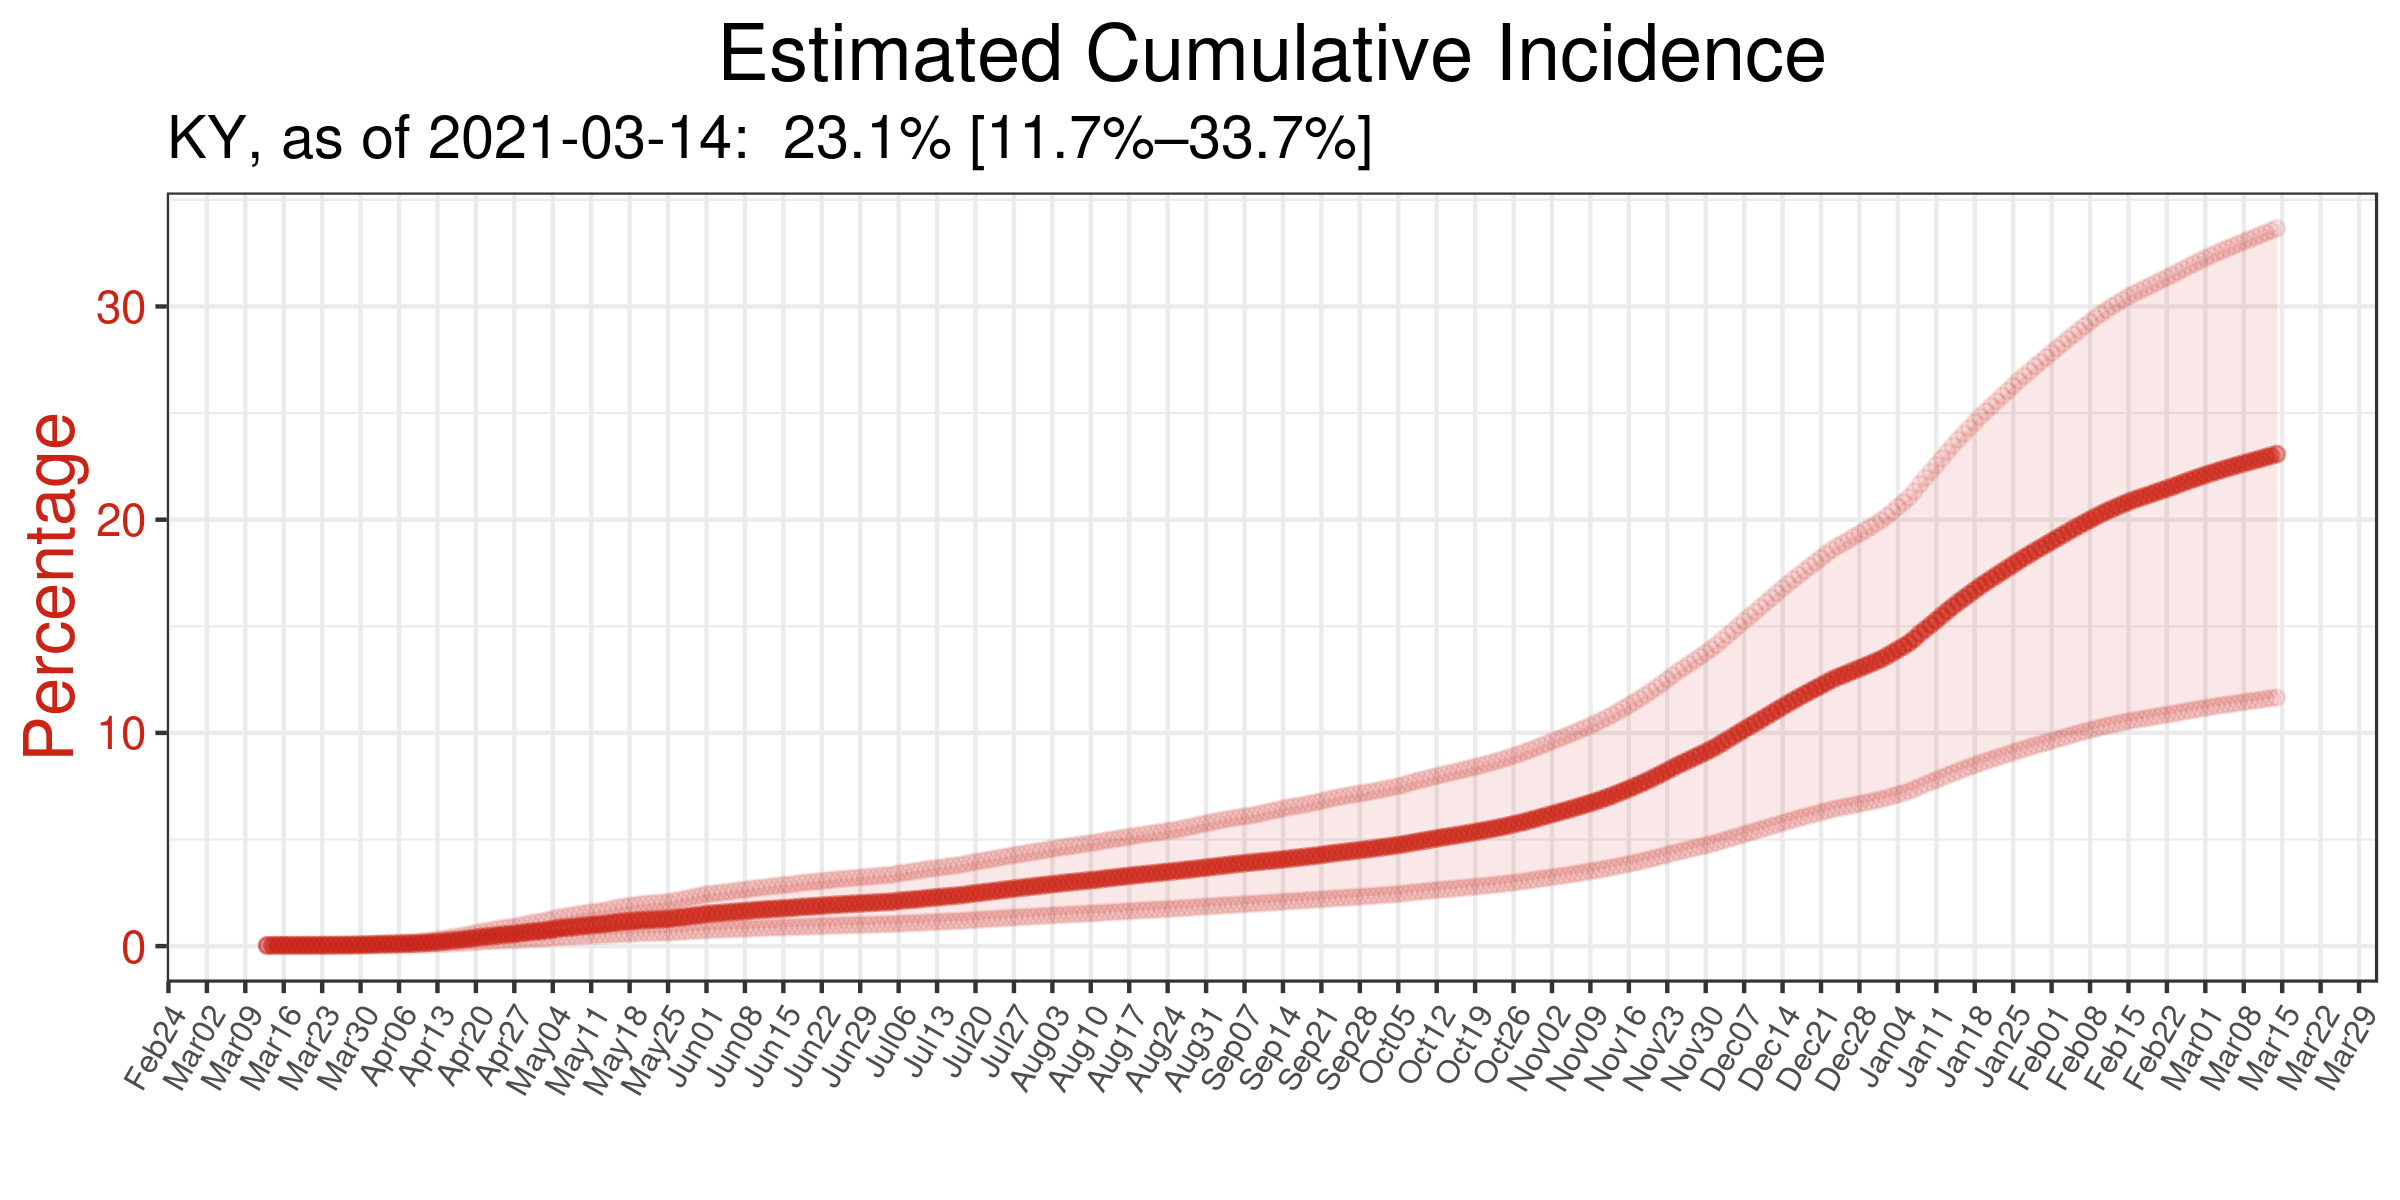 Estimated Cumulative Incidence
KY, as of 2021-03-14:  23.1% [11.7%–33.7%]
Percentage
30
20
10
0
Feb24
Mar02
Mar09
Mar16
Mar23
Mar30
Apr06
Apr13
Apr20
Apr27
May04
May11
May18
May25
Jun01
Jun08
Jun15
Jun22
Jun29
Jul06
Jul13
Jul20
Jul27
Aug03
Aug10
Aug17
Aug24
Aug31
Sep07
Sep14
Sep21
Sep28
Oct05
Oct12
Oct19
Oct26
Nov02
Nov09
Nov16
Nov23
Nov30
Dec07
Dec14
Dec21
Dec28
Jan04
Jan11
Jan18
Jan25
Feb01
Feb08
Feb15
Feb22
Mar01
Mar08
Mar15
Mar22
Mar29